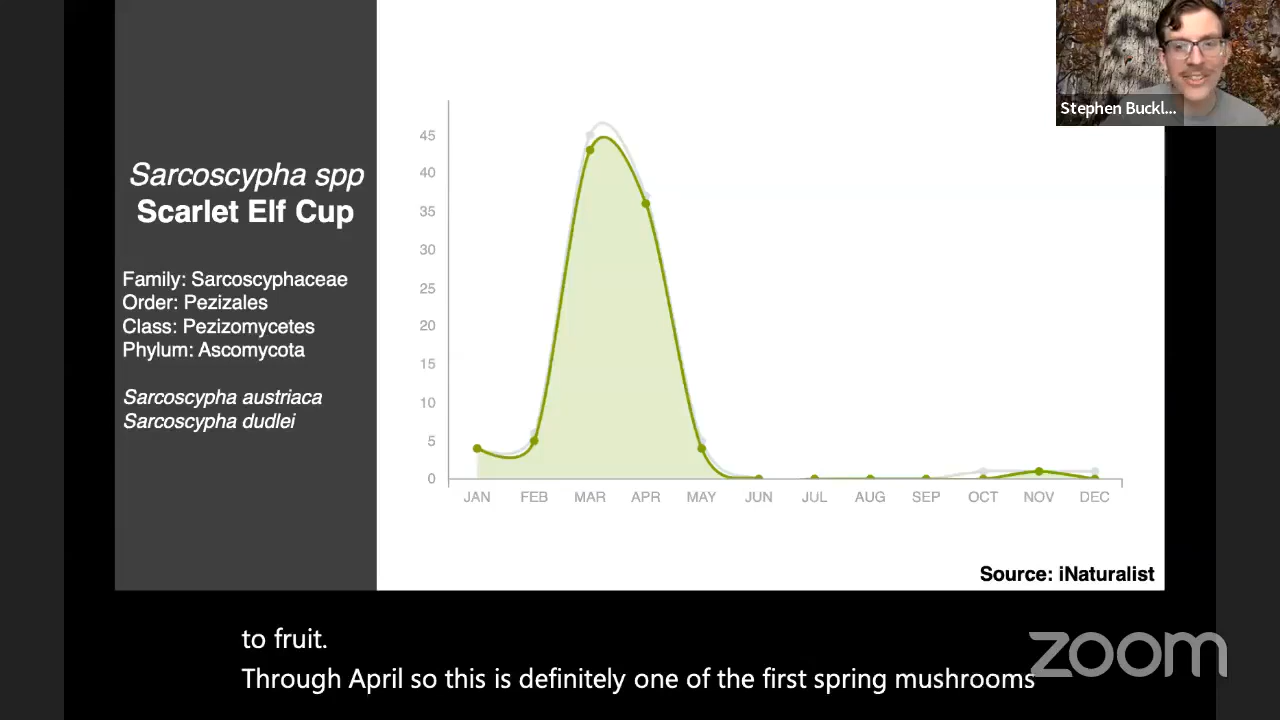 Stephen Buckl...
Sarcoscypha spp
Scarlet Elf Cup
Family: Sarcoscyphaceae
Order: Pezizales
Class: Pezizomycetes
Phylum: Ascomycota
Sarcoscypha austriaca
Sarcoscypha dudlei
45
40
35
30
25
20
15
10
5
0
JAN FEB MAR APR MAY JUN JUL AUG SEP OCT NOV DEC
Source: iNaturalist
to fruit.
Through April so this is definitely one of the first spring mushrooms
zoom